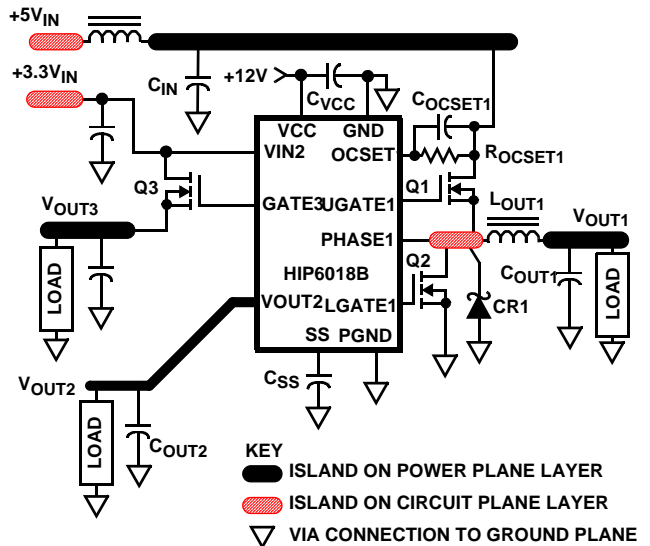 +5VIN
+3.3VIN
CIN
+12V
CVCC
COCSET1
VCC
GND
VIN2
OCSET1
ROCSET1
Q3
GATE3
UGATE1
Q1
LOUT1
VOUT3
PHASE1
VOUT1
LOAD
HIP6018B
Q2
COUT1
LOAD
VOUT2
LGATE1
CR1
SS
PGND
VOUT2
CSS
LOAD
COUT2
KEY
ISLAND ON POWER PLANE LAYER
ISLAND ON CIRCUIT PLANE LAYER
VIA CONNECTION TO GROUND PLANE